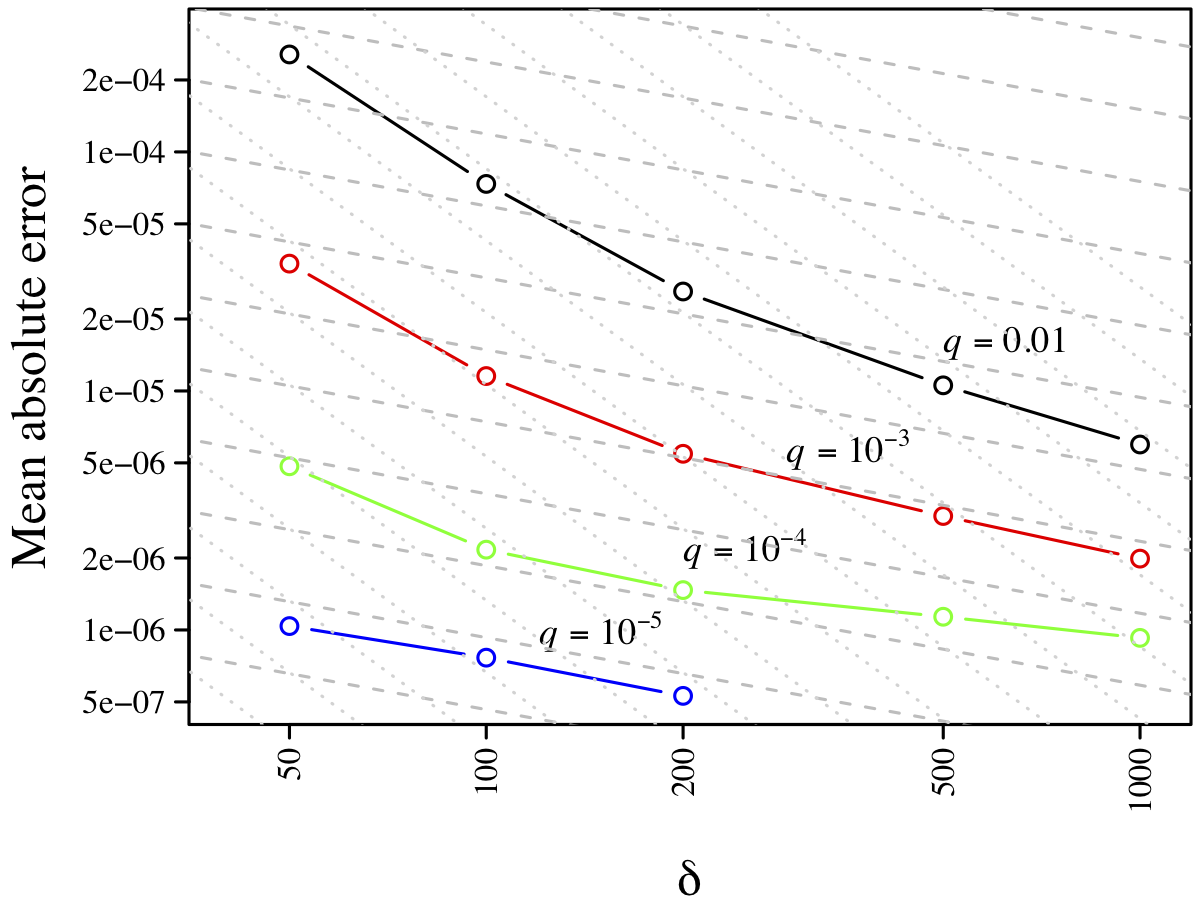 Mean absolute error
2e−04
1e−04
5e−05
2e−05
1e−05
5e−06
2e−06
1e−06
5e−07
q = 0.01
q = 10⁻³
q = 10⁻⁴
q = 10⁻⁵
50
100
200
500
1000
δ